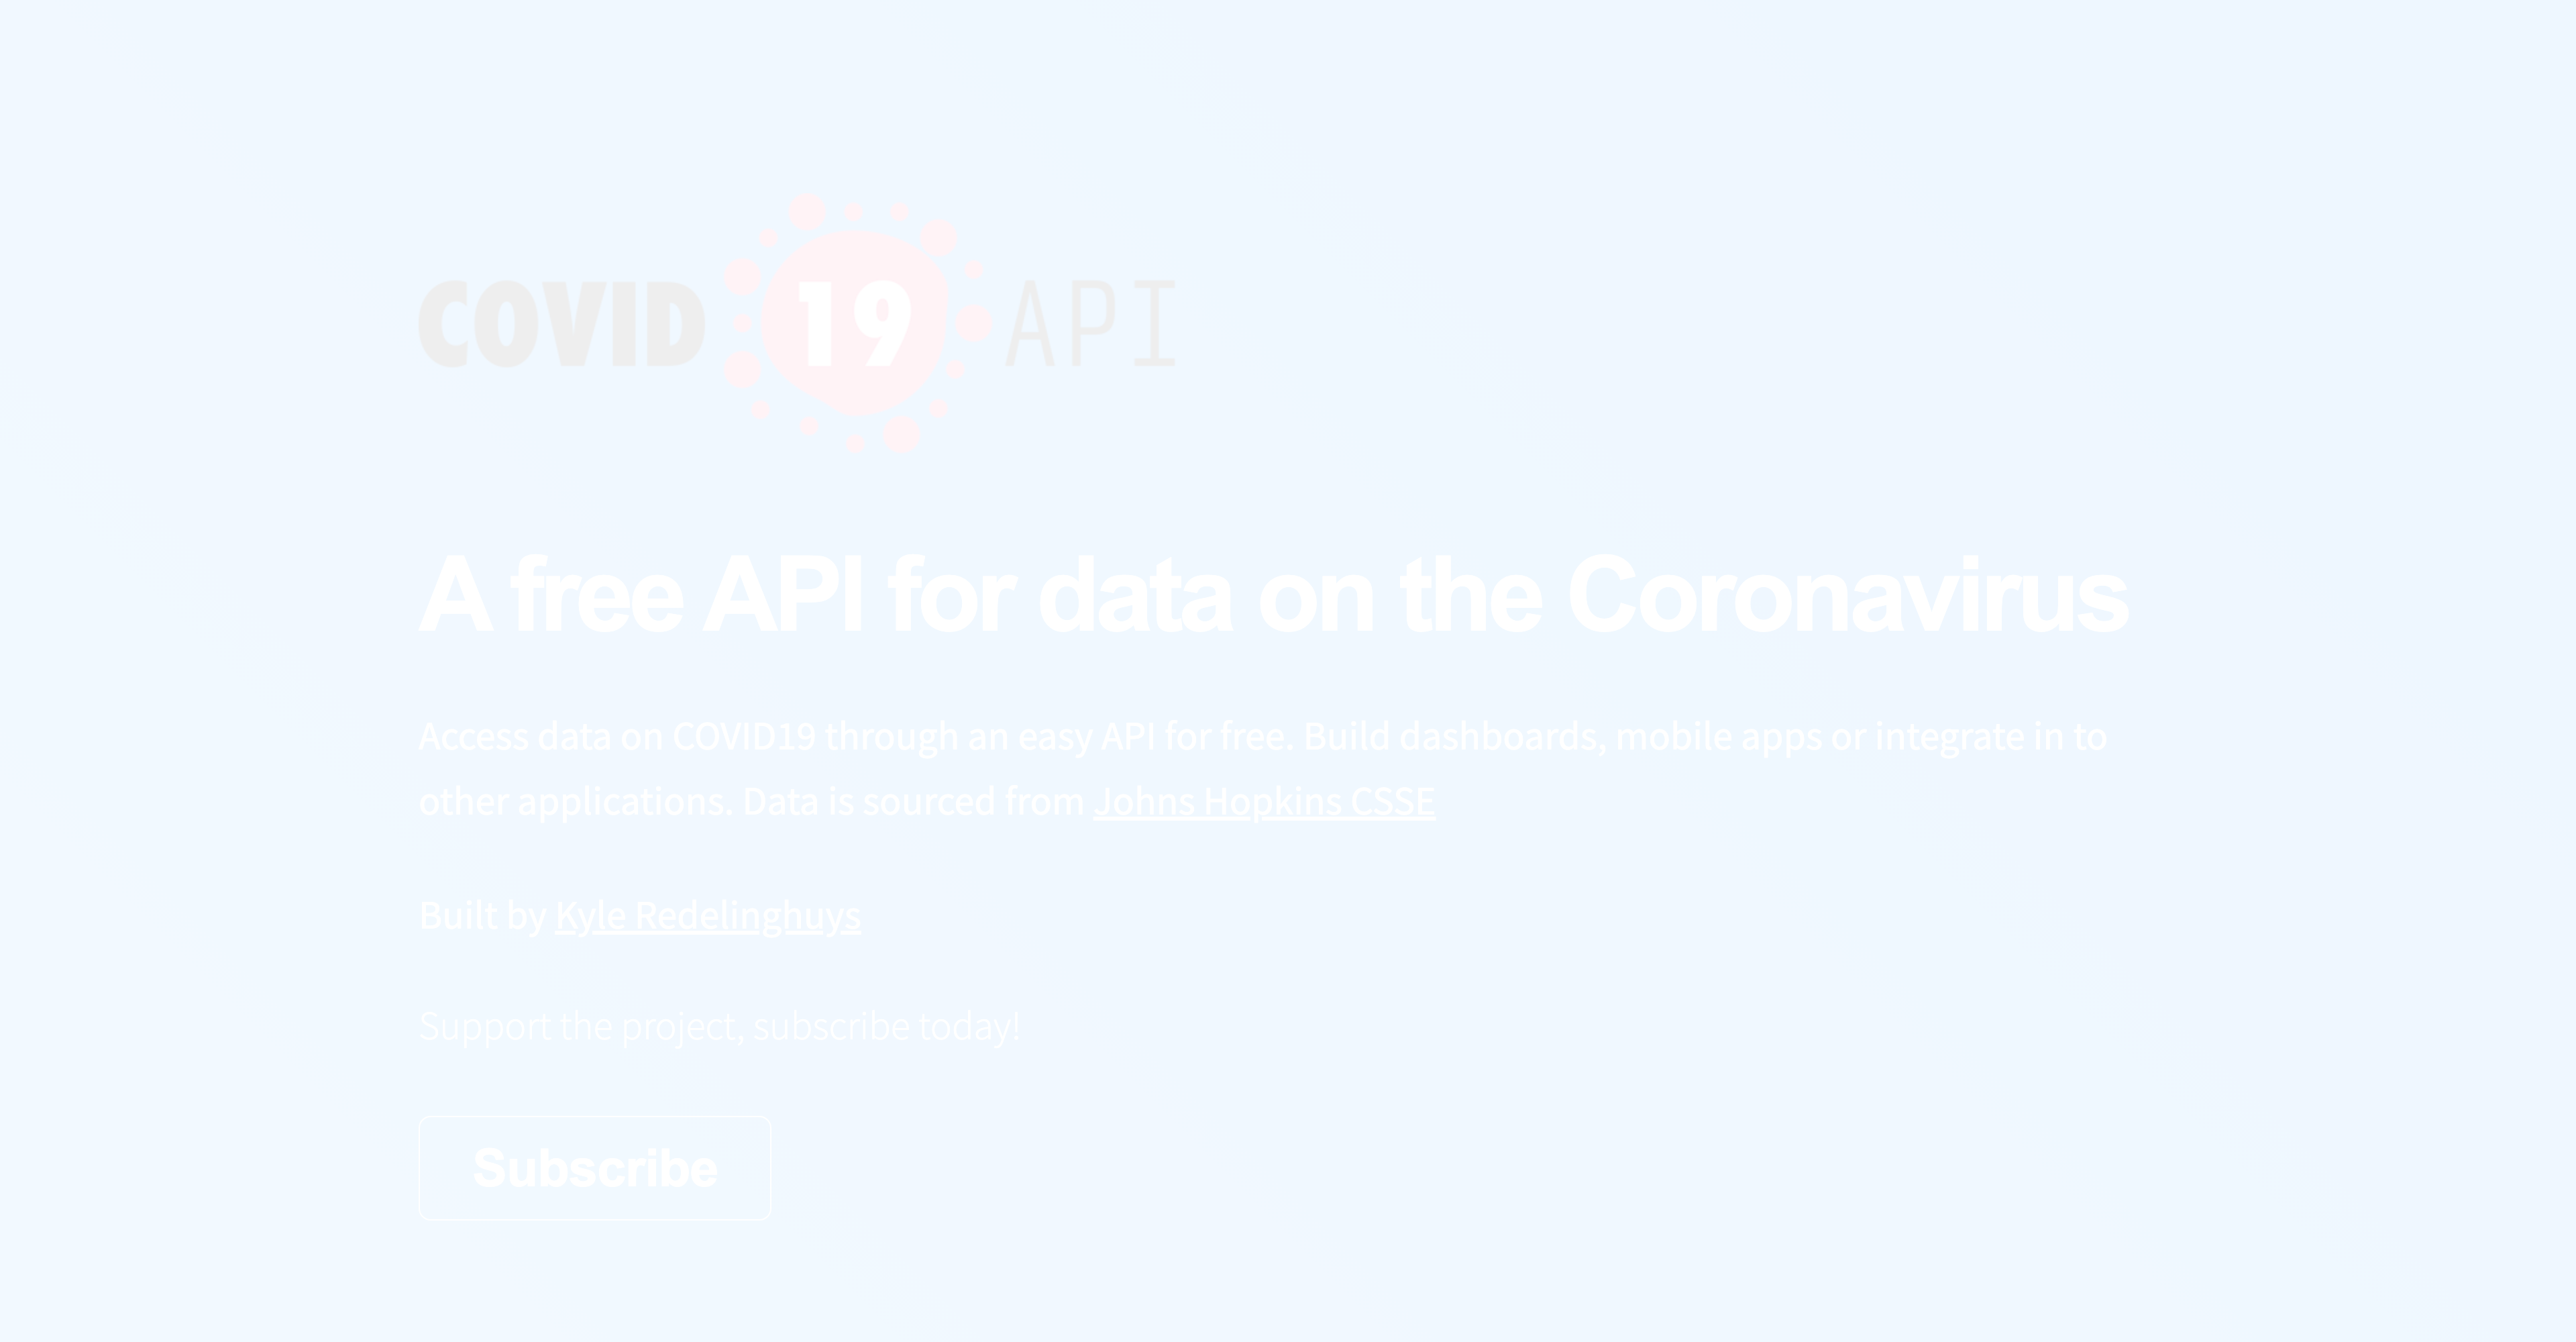 COVID 19 API
A free API for data on the Coronavirus
Access data on COVID19 through an easy API for free. Build dashboards, mobile apps or integrate in to
other applications. Data is sourced from Johns Hopkins CSSE
Built by Kyle Redelinghuys
Support the project, subscribe today!
Subscribe